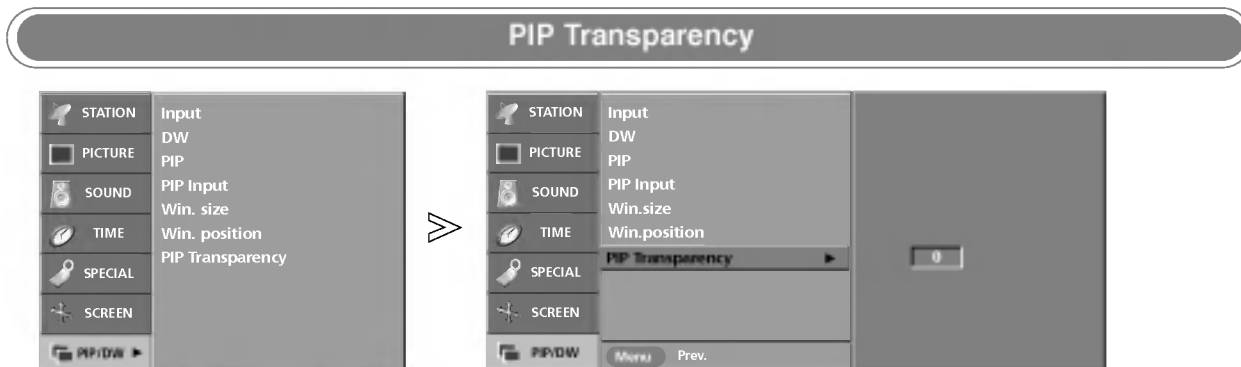 PIP Transparency
STATION
PICTURE
SOUND
TIME
SPECIAL
SCREEN
PIP/DW ►
Input
DW
PIP
PIP Input
Win. size
Win. position
PIP Transparency
STATION
PICTURE
SOUND
TIME
SPECIAL
SCREEN
PIP/DW
Input
DW
PIP
PIP Input
Win.size
Win.position
PIP Transparency ►
Menu Prev.
0